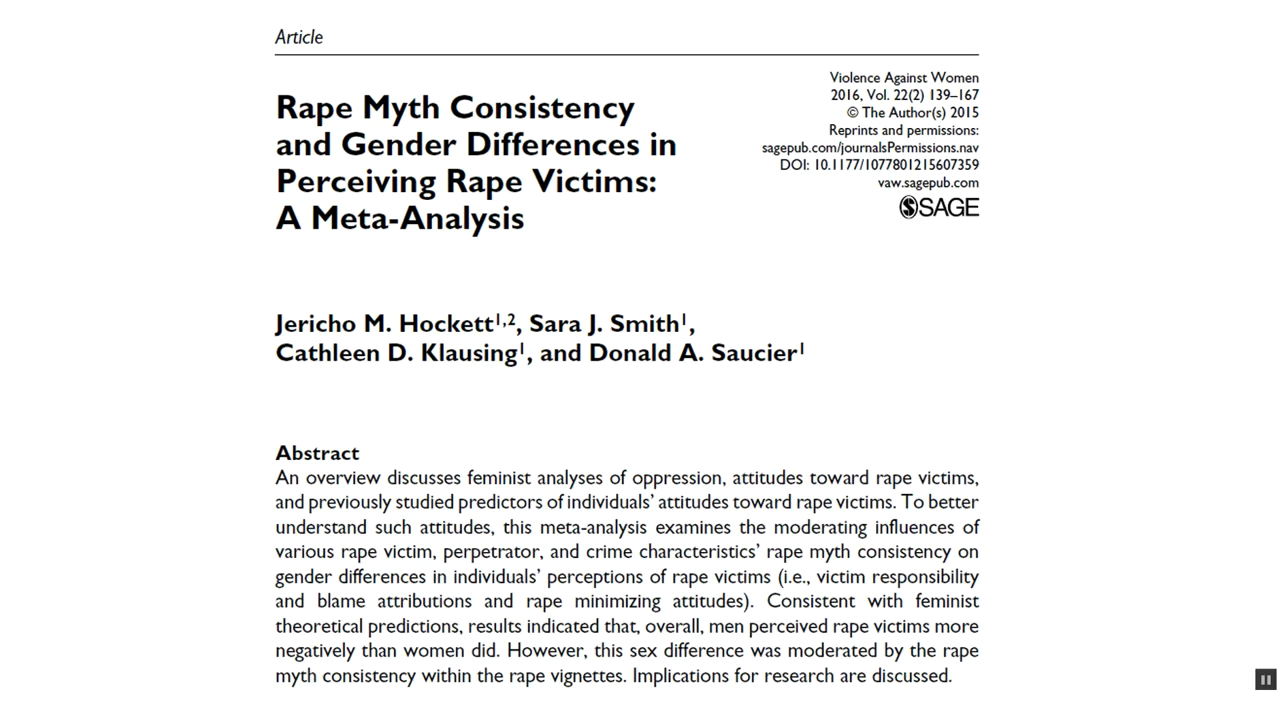 Article
Violence Against Women
2016, Vol. 22(2) 139–167
© The Author(s) 2015
Reprints and permissions:
sagepub.com/journalsPermissions.nav
DOI: 10.1177/1077801215607359
vaw.sagepub.com
SAGE
Rape Myth Consistency
and Gender Differences in
Perceiving Rape Victims:
A Meta-Analysis
Jericho M. Hockett1,2, Sara J. Smith1,
Cathleen D. Klausing1, and Donald A. Saucier1
Abstract
An overview discusses feminist analyses of oppression, attitudes toward rape victims,
and previously studied predictors of individuals’ attitudes toward rape victims. To better
understand such attitudes, this meta-analysis examines the moderating influences of
various rape victim, perpetrator, and crime characteristics’ rape myth consistency on
gender differences in individuals’ perceptions of rape victims (i.e., victim responsibility
and blame attributions and rape minimizing attitudes). Consistent with feminist
theoretical predictions, results indicated that, overall, men perceived rape victims more
negatively than women did. However, this sex difference was moderated by the rape
myth consistency within the rape vignettes. Implications for research are discussed.